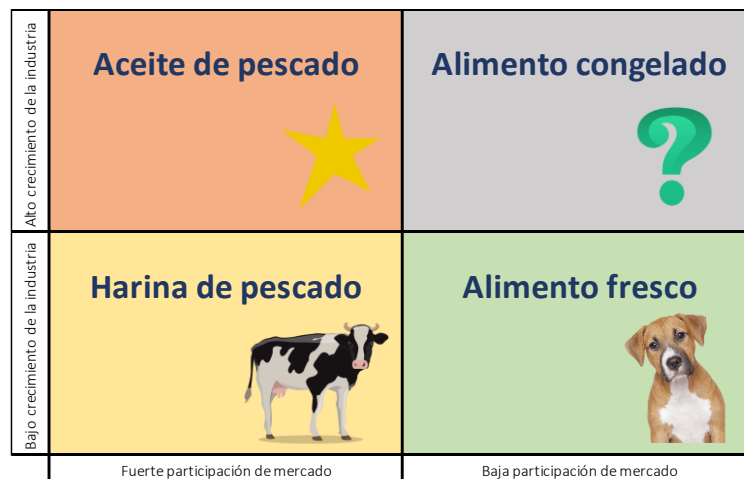 Alto crecimiento de la industria
Aceite de pescado
Alimento congelado
?
Bajo crecimiento de la industria
Harina de pescado
Alimento fresco
Fuerte participación de mercado
Baja participación de mercado